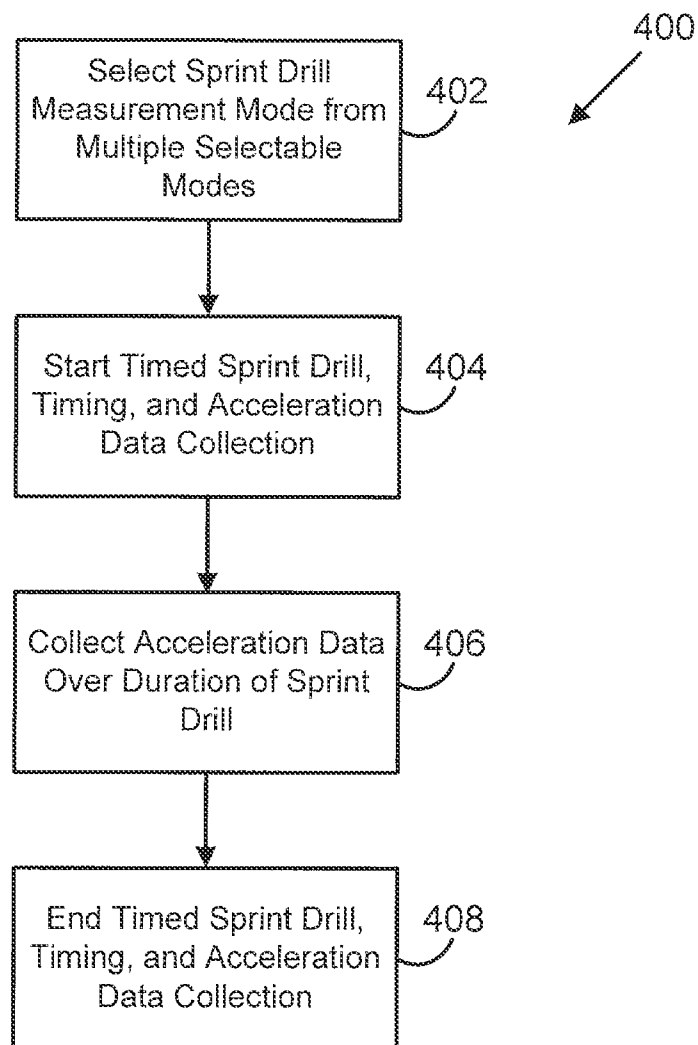 400
Select Sprint Drill
Measurement Mode from
Multiple Selectable
Modes
402
Start Timed Sprint Drill,
Timing, and Acceleration
Data Collection
404
Collect Acceleration Data
Over Duration of Sprint
Drill
406
End Timed Sprint Drill,
Timing, and Acceleration
Data Collection
408